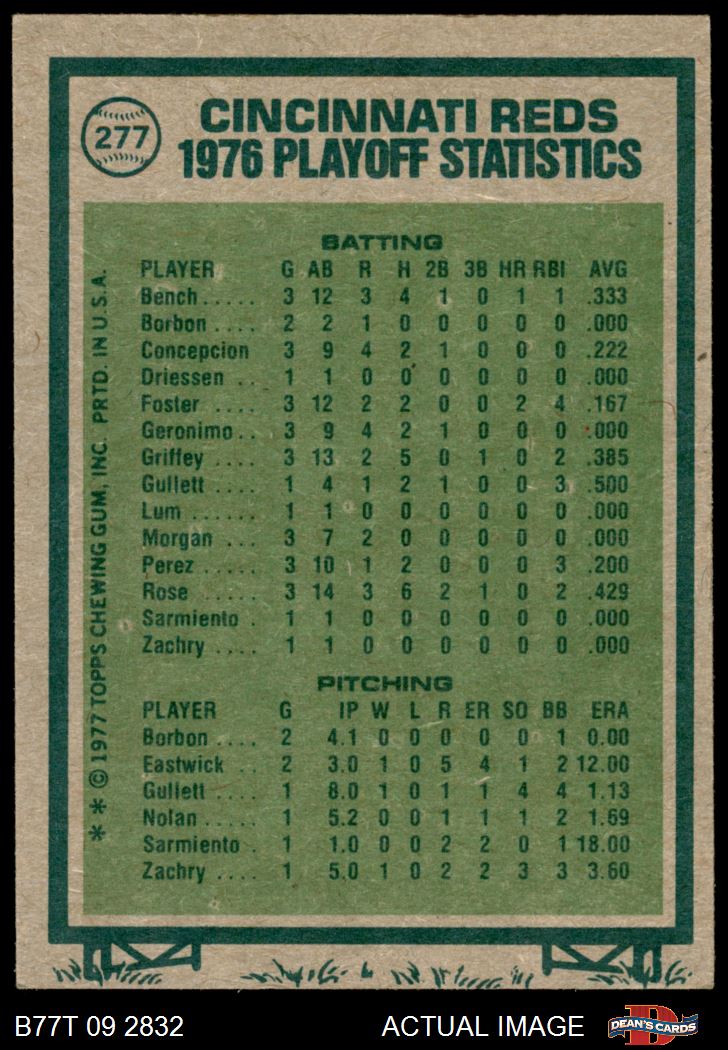 277
CINCINNATI REDS
1976 PLAYOFF STATISTICS
BATTING
PLAYER G AB R H 2B 3B HR RBI AVG
Bench ..... 3 12 3 4 1 0 1 1 .333
Borbon .... 2 2 1 0 0 0 0 0 .000
Concepcion 3 9 4 2 1 0 0 0 .222
Driessen .. 1 1 0 0 0 0 0 0 .000
Foster .... 3 12 2 2 0 0 2 4 .167
Geronimo .. 3 9 4 2 1 0 0 0 .000
Griffey .... 3 13 2 5 0 1 0 2 .385
Gullett .... 1 4 1 2 1 0 0 3 .500
Lum ..... 1 1 0 0 0 0 0 0 .000
Morgan ... 3 7 2 0 0 0 0 0 .000
Perez ..... 3 10 1 2 0 0 0 3 .200
Rose ..... 3 14 3 6 2 1 0 2 .429
Sarmiento . 1 1 0 0 0 0 0 0 .000
Zachry .... 1 1 0 0 0 0 0 0 .000
PITCHING
PLAYER G IP W L R ER SO BB ERA
Borbon .... 2 4.1 0 0 0 0 0 1 0.00
Eastwick .. 2 3.0 1 0 5 4 1 2 12.00
Gullett .... 1 8.0 1 0 1 1 4 4 1.13
Nolan ..... 1 5.2 0 0 1 1 1 2 1.69
Sarmiento . 1 1.0 0 0 2 2 0 1 18.00
Zachry .... 1 5.0 1 0 2 2 3 3 3.60
* * © 1977 TOPPS CHEWING GUM, INC. PRTD. IN U.S.A.
B77T 09 2832 ACTUAL IMAGE
D
DEAN'S CARDS